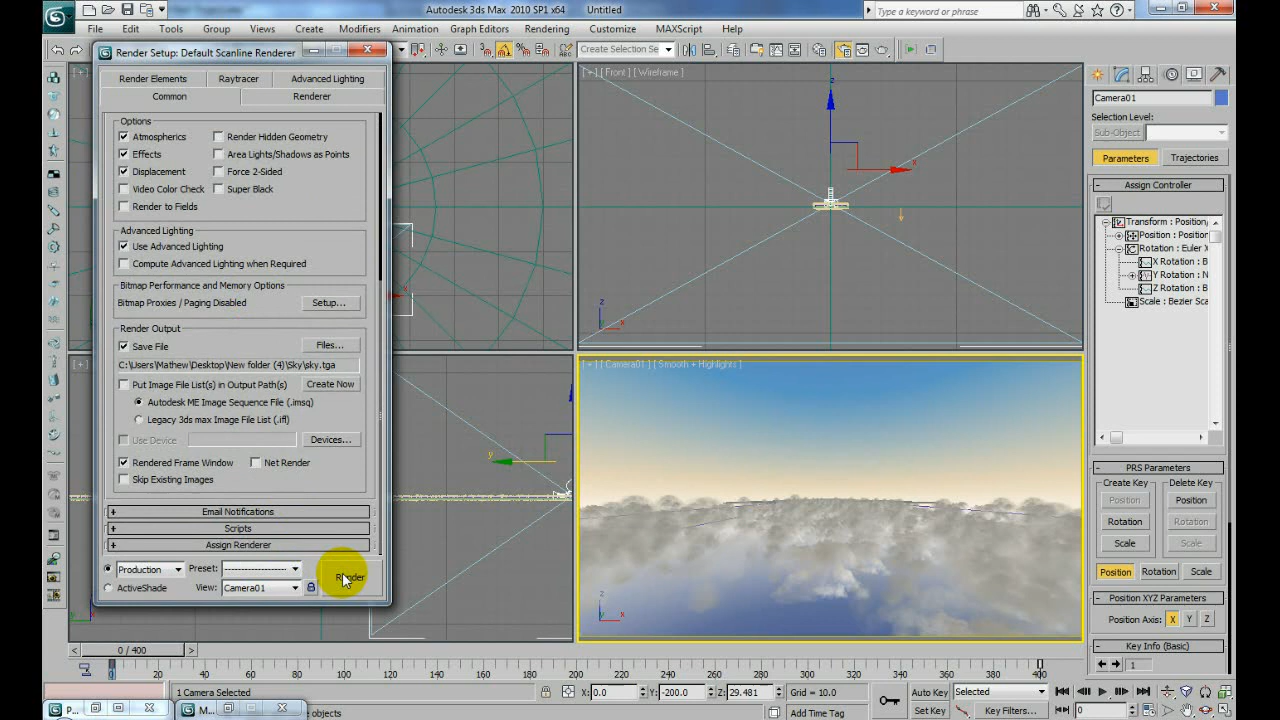 Autodesk 3ds Max 2010 SP1 x64 Untitled
Type a keyword or phrase
File Edit Tools Group Views Create Modifiers Animation Graph Editors Rendering Customize MAXScript Help
Create Selection Se
Render Setup: Default Scanline Renderer
Render Elements Raytracer Advanced Lighting
Common Renderer
Options
Atmospherics Render Hidden Geometry
Effects Area Lights/Shadows as Points
Displacement Force 2-Sided
Video Color Check Super Black
Render to Fields
Advanced Lighting
Use Advanced Lighting
Compute Advanced Lighting when Required
Bitmap Performance and Memory Options
Bitmap Proxies / Paging Disabled Setup...
Render Output
Save File Files...
C:\Users\Mathew\Desktop\New folder (4)\Sky\sky.tga
Put Image File List(s) in Output Path(s) Create Now
Autodesk ME Image Sequence File (.imsq)
Legacy 3ds max Image File List (.ifl)
Use Device Devices...
Rendered Frame Window Net Render
Skip Existing Images
+ Email Notifications
+ Scripts
+ Assign Renderer
Production Preset: Render
ActiveShade View: Camera01
[+] [Front] [Wireframe]
z
x
z
x
y
[+] [Camera01] [Smooth + Highlights]
z
x
Camera01
Selection Level:
Sub-Object
Parameters Trajectories
- Assign Controller
Transform : Position/
Position : Position
Rotation : Euler X
X Rotation : B
Y Rotation : N
Z Rotation : B
Scale : Bezier Sca
- PRS Parameters
Create Key Delete Key
Position Position
Rotation Rotation
Scale Scale
Position Rotation Scale
- Position XYZ Parameters
Position Axis: X Y Z
- Key Info (Basic)
1
< 0 / 400 >
0 20 40 60 80 100 120 140 160 180 200 220 240 260 280 300 320 340 360 380 400
1 Camera Selected X: 0.0 Y: -200.0 Z: 29.481 Grid = 10.0 Auto Key Selected
P... M... objects Add Time Tag Set Key Key Filters... 0